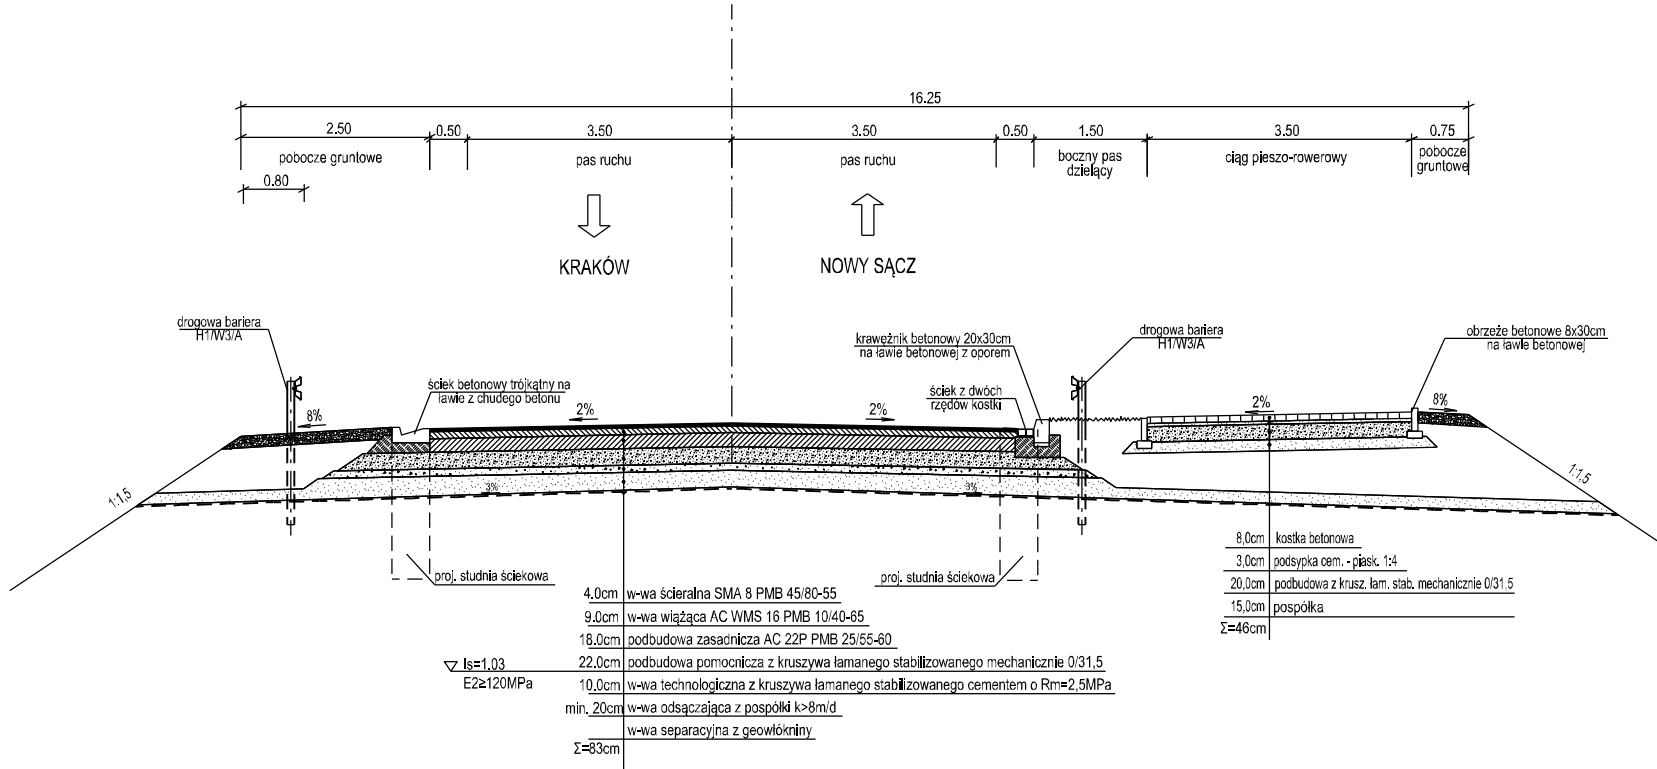 16.25
2.50 0.50 3.50 3.50 0.50 1.50 3.50 0.75
pobocze gruntowe
pas ruchu
pas ruchu
boczny pas
dzielący
ciąg pieszo-rowerowy
pobocze
gruntowe
0.80
KRAKÓW
NOWY SĄCZ
drogowa bariera
H1/W3/A
krawężnik betonowy 20x30cm
na ławie betonowej z oporem
drogowa bariera
H1/W3/A
obrzeże betonowe 8x30cm
na ławie betonowej
ściek betonowy trójkątny na
ławie z chudego betonu
ściek z dwóch
rzędów kostki
8%
2%
2%
2%
8%
1:1,5
3%
3%
1:1,5
proj. studnia ściekowa
proj. studnia ściekowa
8,0cm kostka betonowa
3,0cm podsypka cem. - piask. 1:4
20,0cm podbudowa z krusz. łam. stab. mechanicznie 0/31,5
15,0cm pospółka
Σ=46cm
4.0cm w-wa ścieralna SMA 8 PMB 45/80-55
9.0cm w-wa wiążąca AC WMS 16 PMB 10/40-65
18.0cm podbudowa zasadnicza AC 22P PMB 25/55-60
Is=1.03
22.0cm podbudowa pomocnicza z kruszywa łamanego stabilizowanego mechanicznie 0/31,5
E2≥120MPa
10.0cm w-wa technologiczna z kruszywa łamanego stabilizowanego cementem o Rm=2,5MPa
min. 20cm w-wa odsączająca z pospółki k>8m/d
w-wa separacyjna z geowłókniny
Σ=83cm